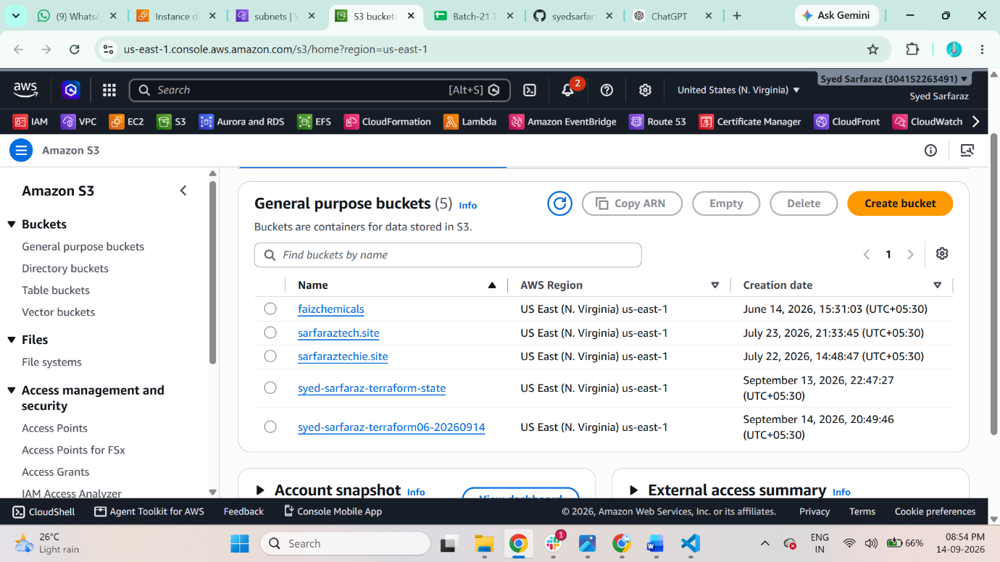 (9) WhatsA
Instance d
subnets | V
S3 buckets
Batch-21 T
syedsarfar
ChatGPT
Ask Gemini
us-east-1.console.aws.amazon.com/s3/home?region=us-east-1
aws
Search
[Alt+S]
2
United States (N. Virginia)
Syed Sarfaraz (304152263491)
Syed Sarfaraz
IAM
VPC
EC2
S3
Aurora and RDS
EFS
CloudFormation
Lambda
Amazon EventBridge
Route 53
Certificate Manager
CloudFront
CloudWatch
Amazon S3
Amazon S3
Buckets
General purpose buckets
Directory buckets
Table buckets
Vector buckets
Files
File systems
Access management and
security
Access Points
Access Points for FSx
Access Grants
IAM Access Analyzer
General purpose buckets (5) Info
Copy ARN
Empty
Delete
Create bucket
Buckets are containers for data stored in S3.
Find buckets by name
1
Name AWS Region Creation date
faizchemicals US East (N. Virginia) us-east-1 June 14, 2026, 15:31:03 (UTC+05:30)
sarfaraztech.site US East (N. Virginia) us-east-1 July 23, 2026, 21:33:45 (UTC+05:30)
sarfaraztechie.site US East (N. Virginia) us-east-1 July 22, 2026, 14:48:47 (UTC+05:30)
syed-sarfaraz-terraform-state US East (N. Virginia) us-east-1 September 13, 2026, 22:47:27
(UTC+05:30)
syed-sarfaraz-terraform06-20260914 US East (N. Virginia) us-east-1 September 14, 2026, 20:49:46
(UTC+05:30)
Account snapshot Info
View dashboard
External access summary Info
CloudShell
Agent Toolkit for AWS
Feedback
Console Mobile App
© 2026, Amazon Web Services, Inc. or its affiliates.
Privacy
Terms
Cookie preferences
26°C
Light rain
Search
1
ENG
IN
66%
08:54 PM
14-09-2026